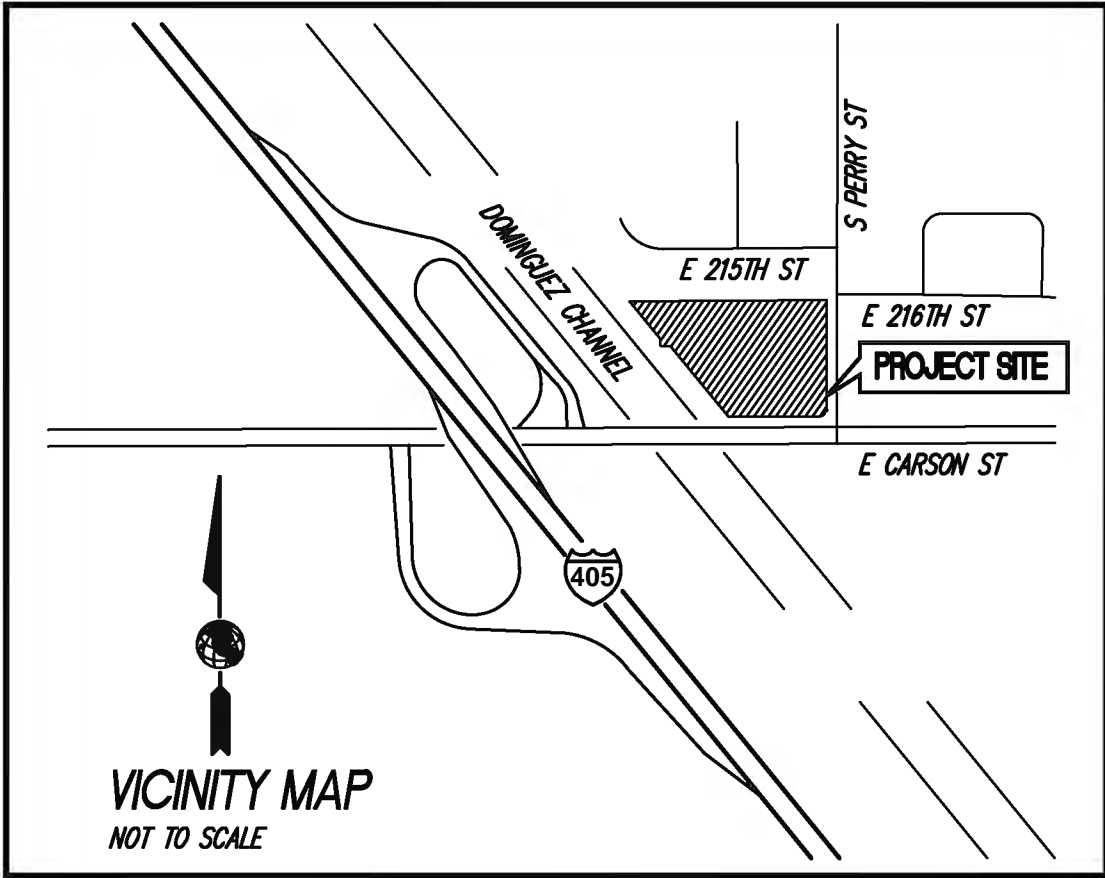 S PERRY ST
DOMINGUEZ CHANNEL
E 215TH ST
E 216TH ST
PROJECT SITE
E CARSON ST
405
VICINITY MAP
NOT TO SCALE